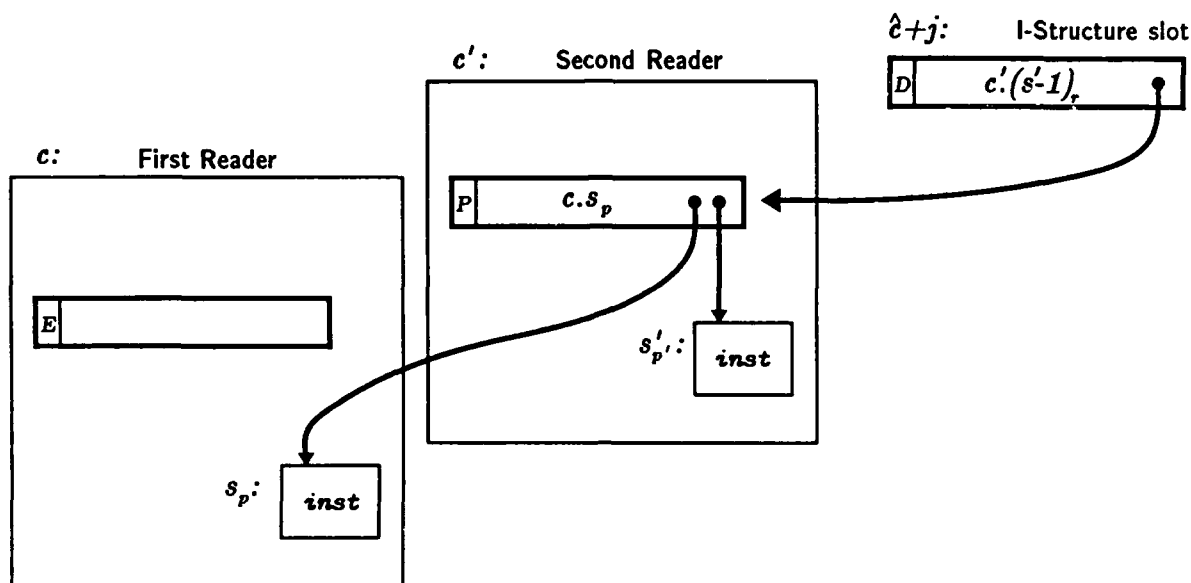 ĉ+j: I-Structure slot
D c'.(s'-1)ᵣ
c': Second Reader
P c.sₚ
c: First Reader
E
s'ₚ': inst
sₚ: inst